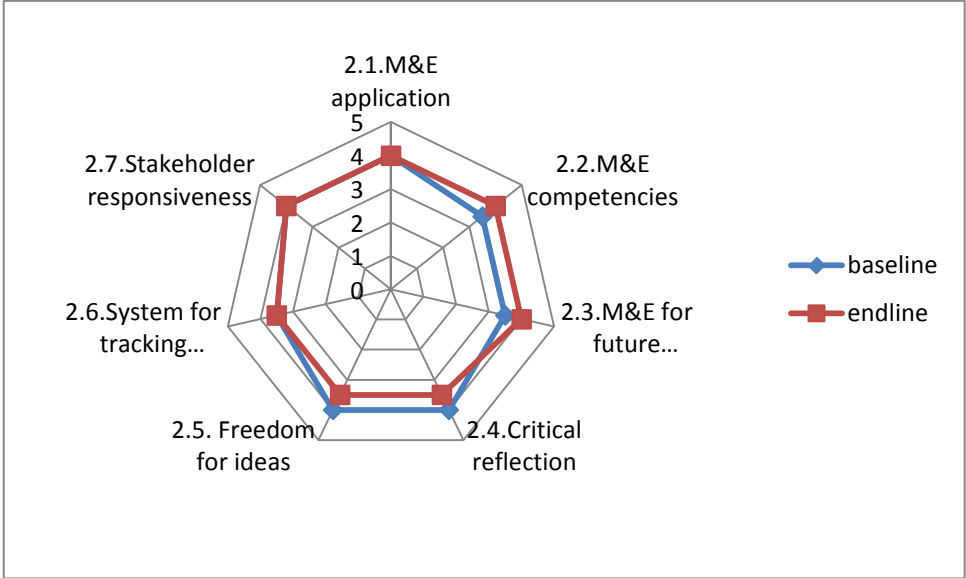 2.1.M&E
application
5
4
3
2
1
0
2.2.M&E
competencies
2.3.M&E for
future...
2.4.Critical
reflection
2.5. Freedom
for ideas
2.6.System for
tracking...
2.7.Stakeholder
responsiveness
baseline
endline